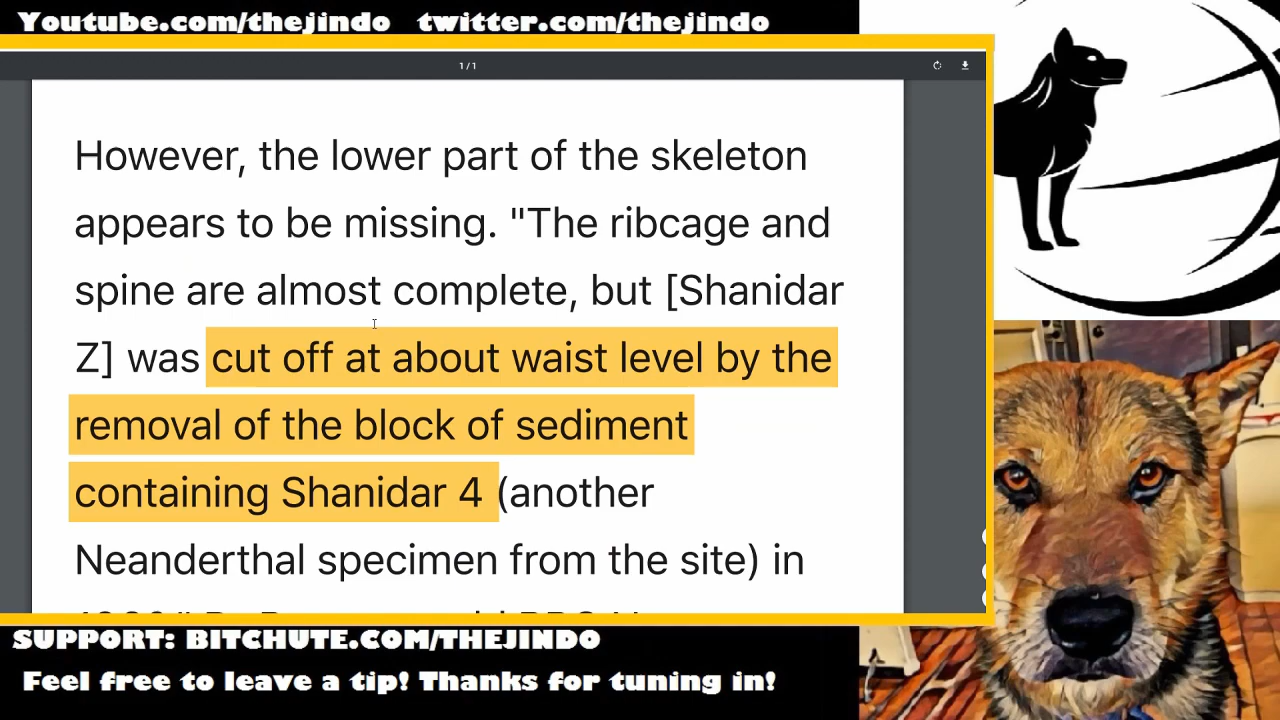 Youtube.com/thejindo twitter.com/thejindo
1/1
However, the lower part of the skeleton
appears to be missing. "The ribcage and
spine are almost complete, but [Shanidar
Z] was cut off at about waist level by the
removal of the block of sediment
containing Shanidar 4 (another
Neanderthal specimen from the site) in
SUPPORT: BITCHUTE.COM/THEJINDO
Feel free to leave a tip! Thanks for tuning in!